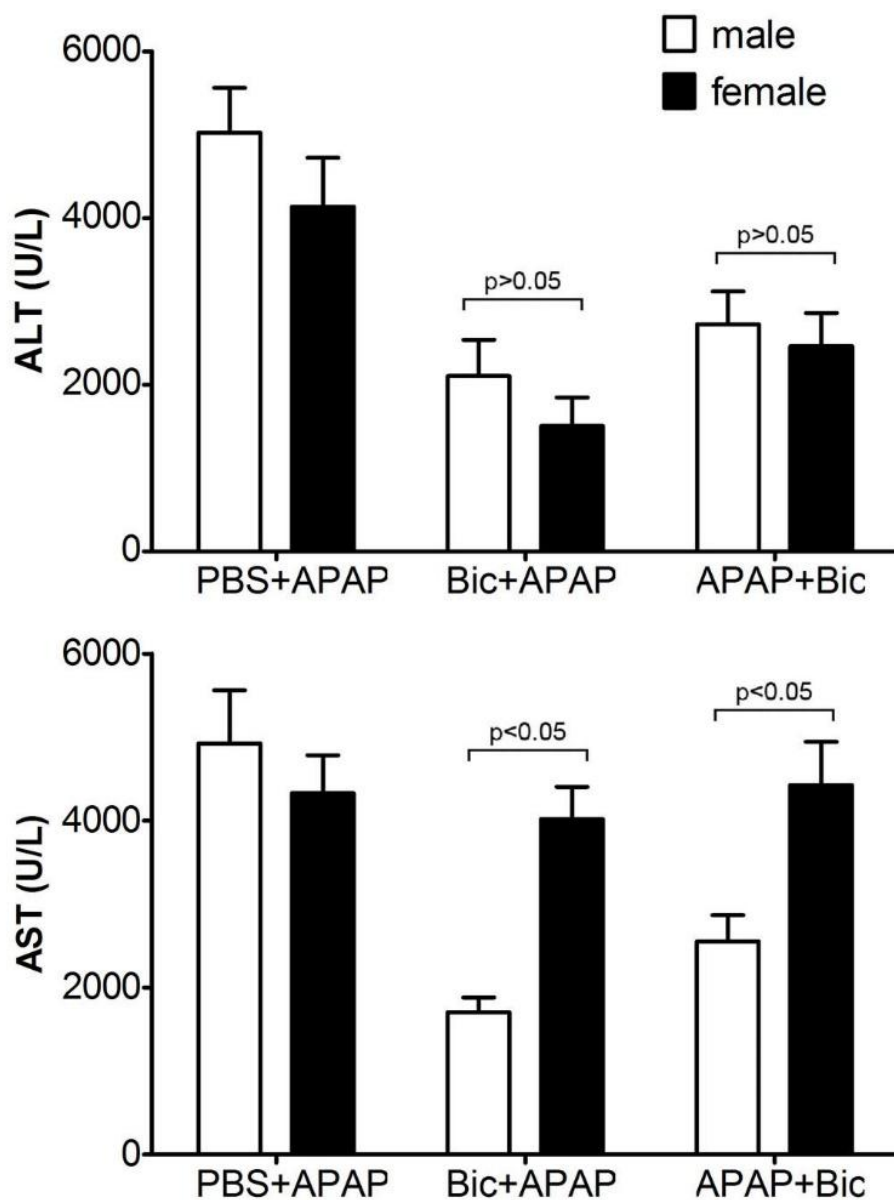 male
female
6000
4000
2000
0
ALT (U/L)
p>0.05
p>0.05
PBS+APAP
Bic+APAP
APAP+Bic
6000
4000
2000
0
AST (U/L)
p<0.05
p<0.05
PBS+APAP
Bic+APAP
APAP+Bic